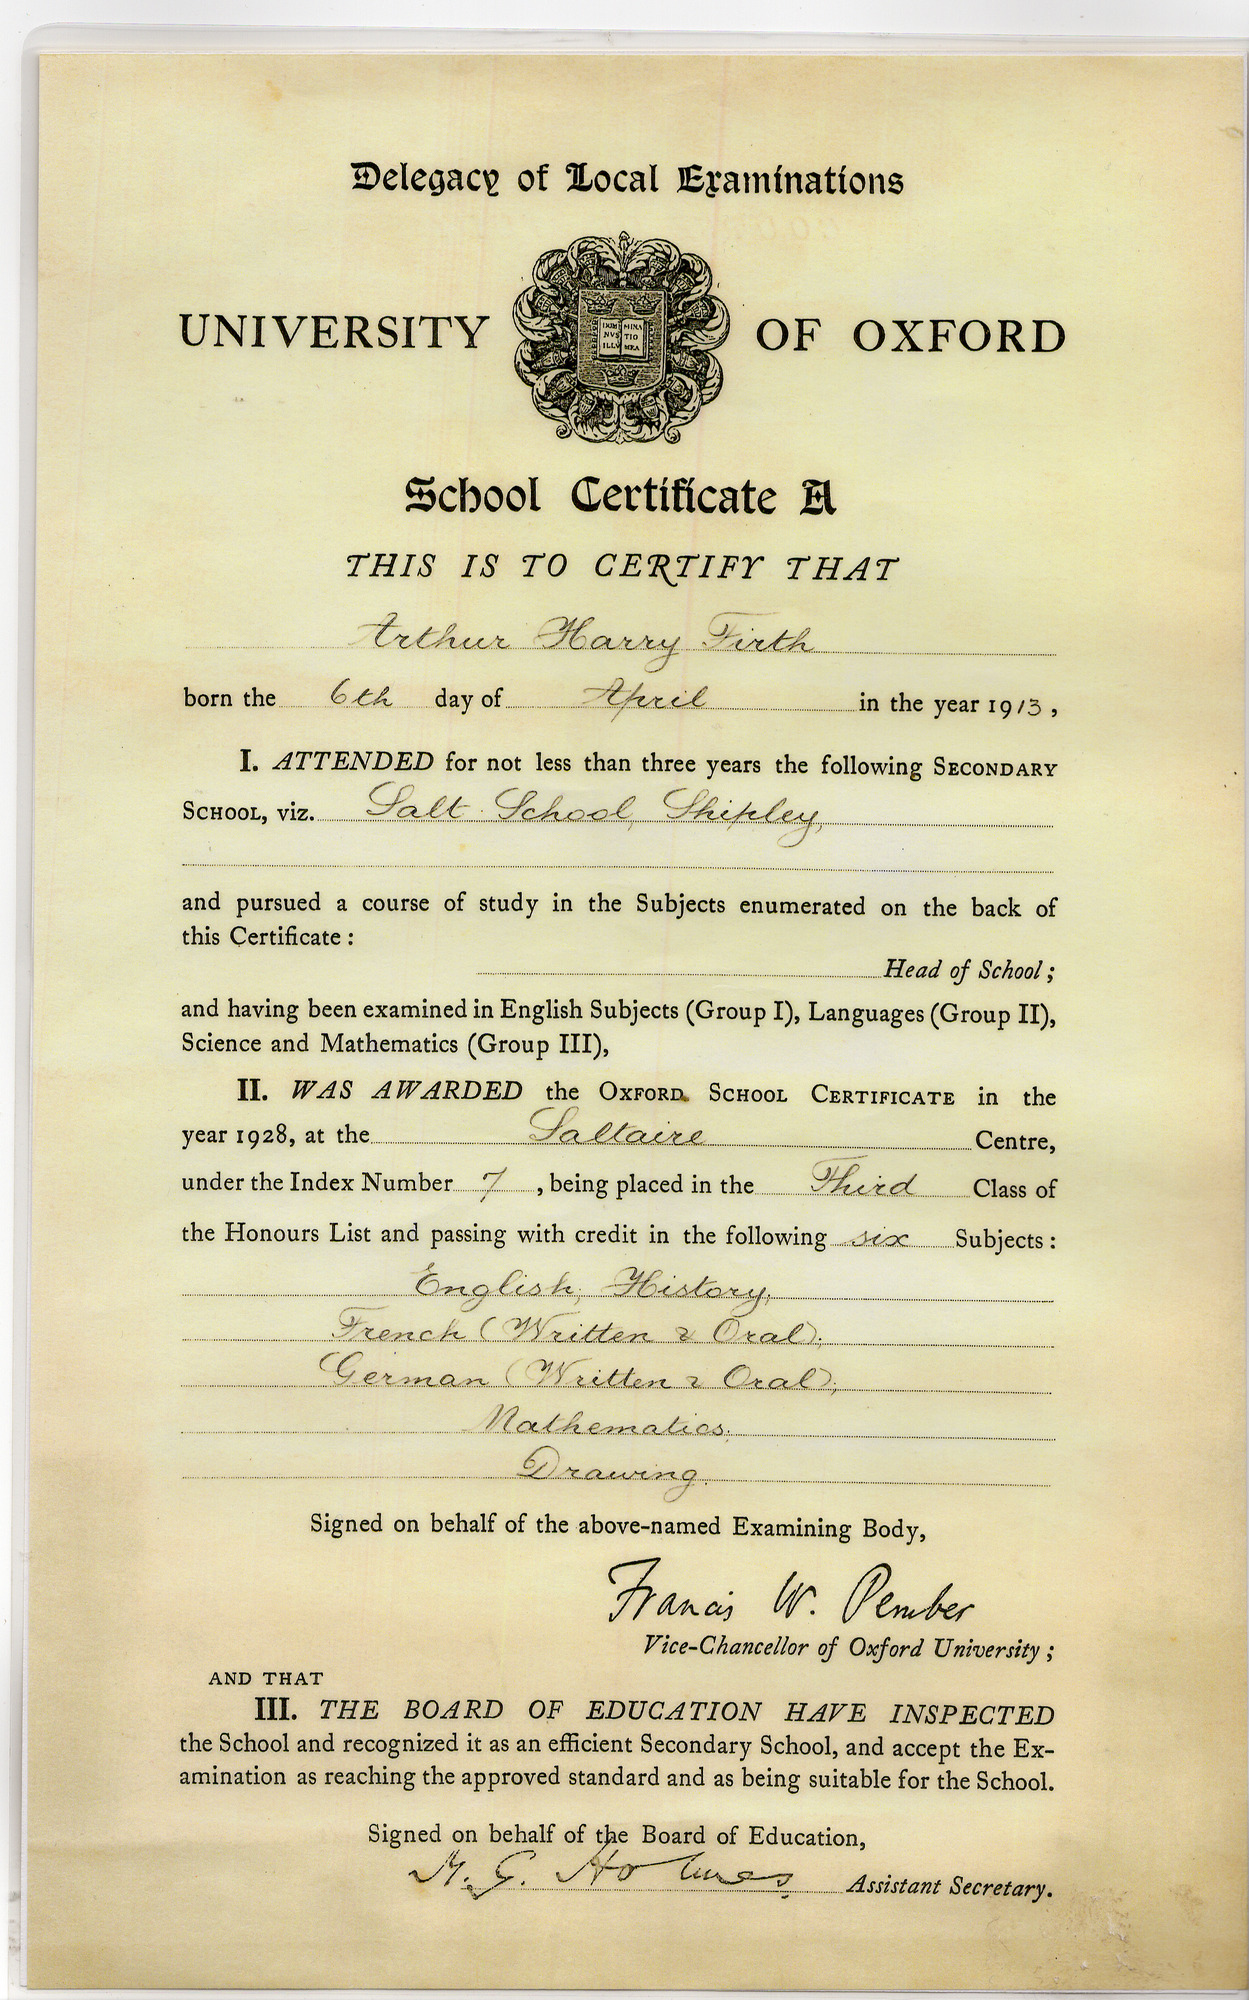 Delegacy of Local Examinations
UNIVERSITY OF OXFORD
DOMI MINA
NVS TIO
ILLV MEA
School Certificate A
THIS IS TO CERTIFY THAT
Arthur Harry Firth
born the 6th day of April in the year 1913,
I. ATTENDED for not less than three years the following SECONDARY
SCHOOL, viz. Salt School, Shipley,
and pursued a course of study in the Subjects enumerated on the back of
this Certificate:
Head of School;
and having been examined in English Subjects (Group I), Languages (Group II),
Science and Mathematics (Group III),
II. WAS AWARDED the OXFORD SCHOOL CERTIFICATE in the
year 1928, at the Saltaire Centre,
under the Index Number 7, being placed in the Third Class of
the Honours List and passing with credit in the following six Subjects:
English; History;
French (Written & Oral);
German (Written & Oral);
Mathematics;
Drawing.
Signed on behalf of the above-named Examining Body,
Francis W. Pember
Vice-Chancellor of Oxford University;
AND THAT
III. THE BOARD OF EDUCATION HAVE INSPECTED
the School and recognized it as an efficient Secondary School, and accept the Ex-
amination as reaching the approved standard and as being suitable for the School.
Signed on behalf of the Board of Education,
M. G. Holmes Assistant Secretary.